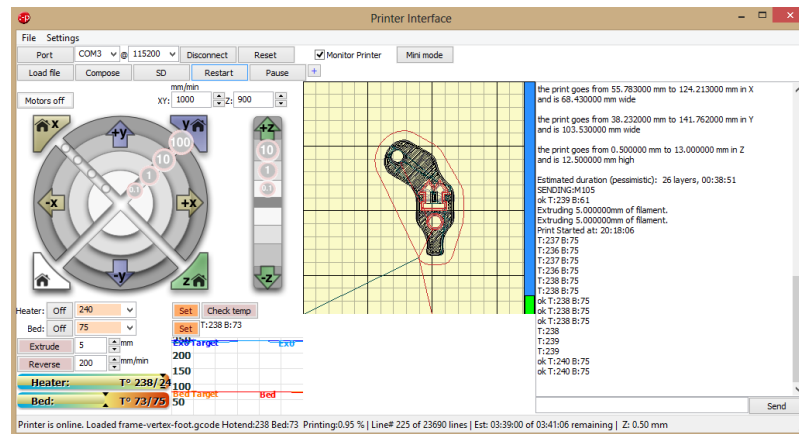 Printer Interface
File Settings
Port COM3 @ 115200 Disconnect Reset Monitor Printer Mini mode
Load file Compose SD Restart Pause +
Motors off
mm/min
XY: 1000 Z: 900
x +y y +z
100
10
1
0.1
10
1
0.1
-x +x
-y z -z
Heater: Off 240 Set Check temp
Bed: Off 75 Set T:238 B:73
Extrude 5 mm
Reverse 200 mm/min
Heater: T° 238/24
Bed: T° 73/75
250 Ex0 Target Ex0
200
150
100
Bed Target Bed
50
the print goes from 55.783000 mm to 124.213000 mm in X
and is 68.430000 mm wide
the print goes from 38.232000 mm to 141.762000 mm in Y
and is 103.530000 mm wide
the print goes from 0.500000 mm to 13.000000 mm in Z
and is 12.500000 mm high
Estimated duration (pessimistic): 26 layers, 00:38:51
SENDING:M105
ok T:239 B:61
Extruding 5.000000mm of filament.
Extruding 5.000000mm of filament.
Print Started at: 20:18:06
T:237 B:75
T:236 B:75
T:237 B:75
T:236 B:75
T:238 B:75
T:238 B:75
ok T:238 B:75
ok T:238 B:75
ok T:238 B:75
T:238
T:239
T:239
ok T:240 B:75
ok T:240 B:75
Send
Printer is online. Loaded frame-vertex-foot.gcode Hotend:238 Bed:73 Printing:0.95 % | Line# 225 of 23690 lines | Est: 03:39:00 of 03:41:06 remaining | Z: 0.50 mm